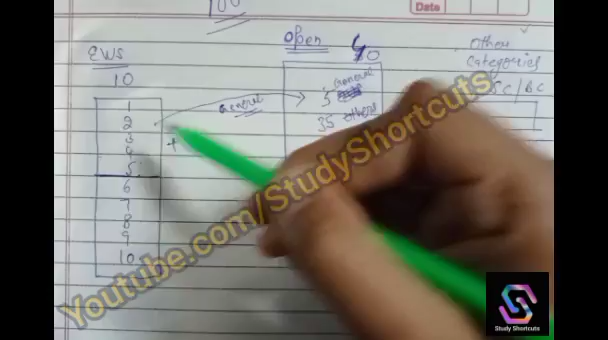 100
Date
EWS
10
Open
40
Other
Categories
SC/BC
1
2
3
4
5
6
7
8
9
10
General
+
5 General
35 others
Youtube.com/StudyShortcuts
Study Shortcuts